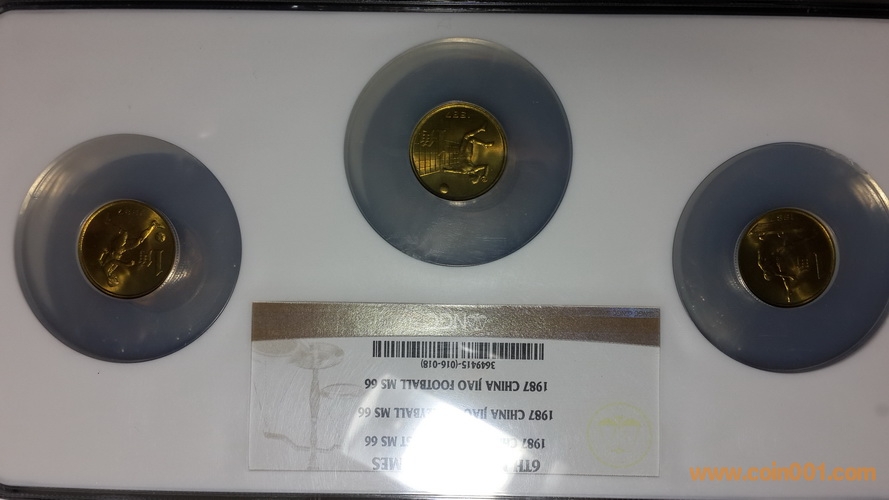 6TH
1987 MS 66
1987 CHINA JIAO MS 66
1987 CHINA JIAO FOOTBALL MS 66
3649415-(016-018)
NGC
1987
www.coin001.com